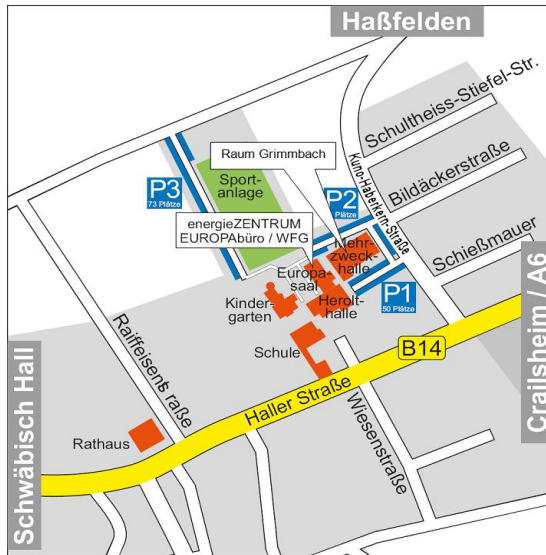 Haßfelden
Schultheiss-Stiefel-Str.
Kuno-Haberkern-Straße
Bildäckerstraße
Schießmauer
Raum Grimmbach
P3
73 Plätze
Sport-
anlage
P2
Plätze
energieZENTRUM
EUROPAbüro / WFG
Mehr-
zweck-
halle
Europa-
saal
P1
50 Plätze
Kinder-
garten
Herolt-
halle
Schule
Raiffeisenstraße
B14
Haller Straße
Wiesenstraße
Rathaus
Schwäbisch Hall
Crailsheim / A6